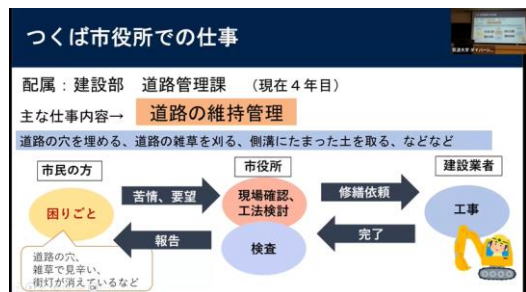 つくば市役所での仕事
配属：建設部　道路管理課　（現在４年目）
主な仕事内容→　道路の維持管理
道路の穴を埋める、道路の雑草を刈る、側溝にたまった土を取る、などなど
市民の方
市役所
建設業者
困りごと
苦情、要望
現場確認、
工法検討
修繕依頼
工事
報告
検査
完了
道路の穴、
雑草で見辛い、
街灯が消えているなど